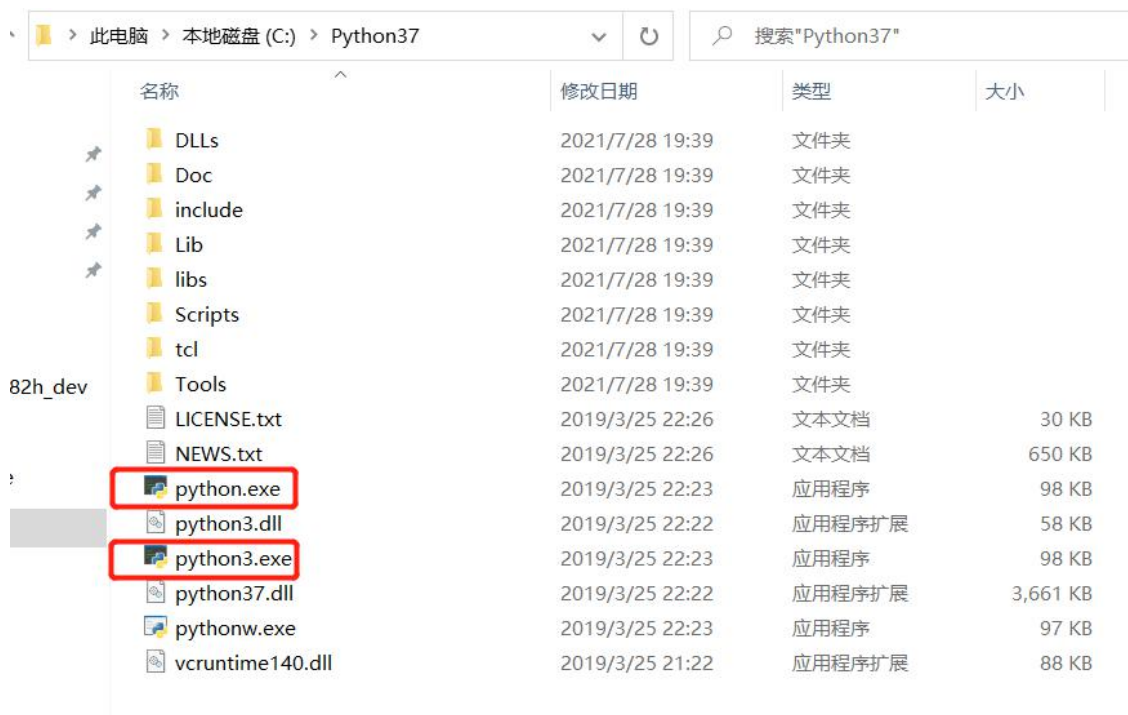 此电脑 > 本地磁盘 (C:) > Python37 搜索"Python37"
名称 修改日期 类型 大小
DLLs 2021/7/28 19:39 文件夹
Doc 2021/7/28 19:39 文件夹
include 2021/7/28 19:39 文件夹
Lib 2021/7/28 19:39 文件夹
libs 2021/7/28 19:39 文件夹
Scripts 2021/7/28 19:39 文件夹
tcl 2021/7/28 19:39 文件夹
82h_dev Tools 2021/7/28 19:39 文件夹
LICENSE.txt 2019/3/25 22:26 文本文档 30 KB
NEWS.txt 2019/3/25 22:26 文本文档 650 KB
python.exe 2019/3/25 22:23 应用程序 98 KB
python3.dll 2019/3/25 22:22 应用程序扩展 58 KB
python3.exe 2019/3/25 22:23 应用程序 98 KB
python37.dll 2019/3/25 22:22 应用程序扩展 3,661 KB
pythonw.exe 2019/3/25 22:23 应用程序 97 KB
vcruntime140.dll 2019/3/25 21:22 应用程序扩展 88 KB